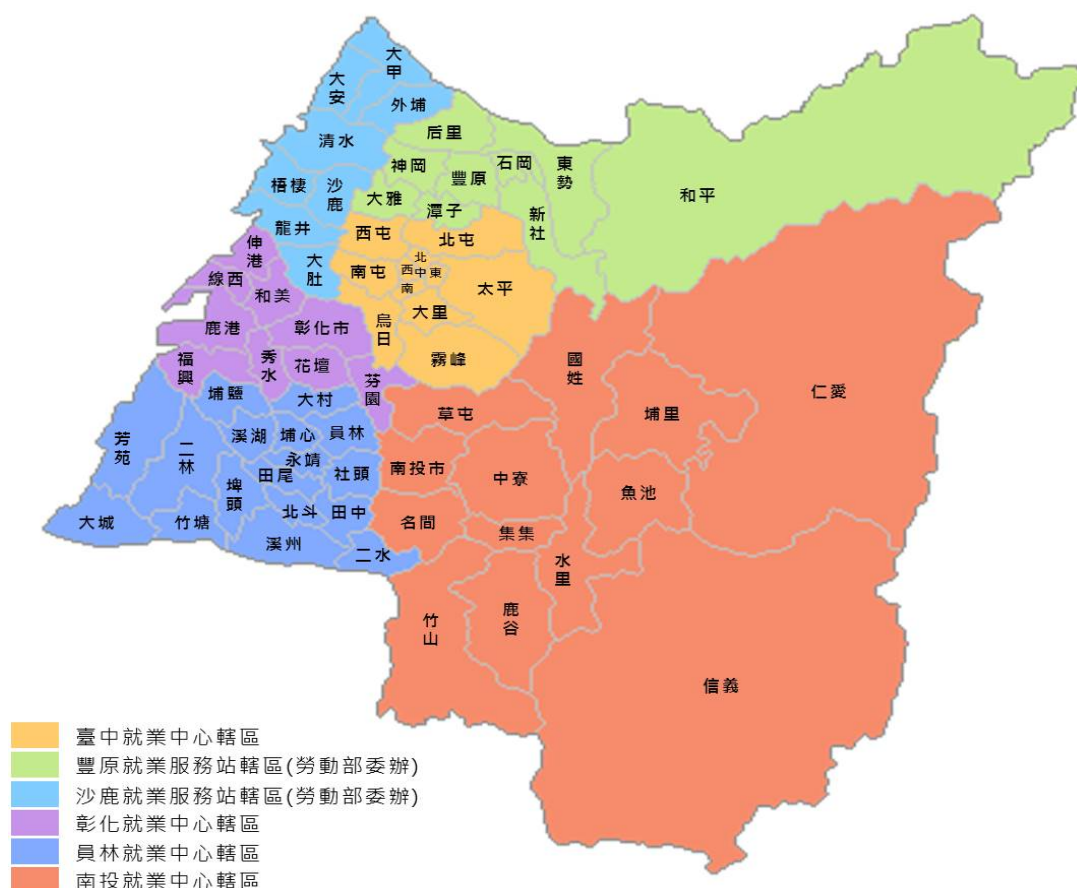 大甲
大安
外埔
清水
梧棲
沙鹿
龍井
大肚
后里
神岡
豐原
石岡
東勢
大雅
潭子
新社
和平
西屯
北屯
南屯
北
西中東
南
太平
大里
烏日
霧峰
伸港
線西
和美
鹿港
彰化市
福興
秀水
花壇
芬園
埔鹽
大村
芳苑
二林
溪湖
埔心
員林
永靖
田尾
社頭
埤頭
北斗
田中
大城
竹塘
溪州
二水
國姓
仁愛
草屯
埔里
南投市
中寮
魚池
名間
集集
水里
竹山
鹿谷
信義
臺中就業中心轄區
豐原就業服務站轄區(勞動部委辦)
沙鹿就業服務站轄區(勞動部委辦)
彰化就業中心轄區
員林就業中心轄區
南投就業中心轄區